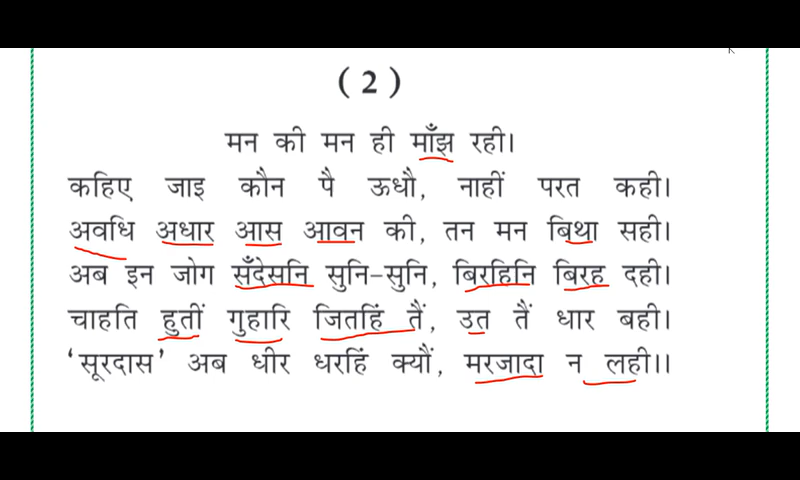 ( 2 )
मन की मन ही माँझ रही।
कहिए जाइ कौन पै ऊधौ, नाहीं परत कही।
अवधि अधार आस आवन की, तन मन बिथा सही।
अब इन जोग सँदेसनि सुनि-सुनि, बिरहिनि बिरह दही।
चाहति हुतीं गुहारि जितहिं तैं, उत तैं धार बही।
‘सूरदास’ अब धीर धरहिं क्यौं, मरजादा न लही।।